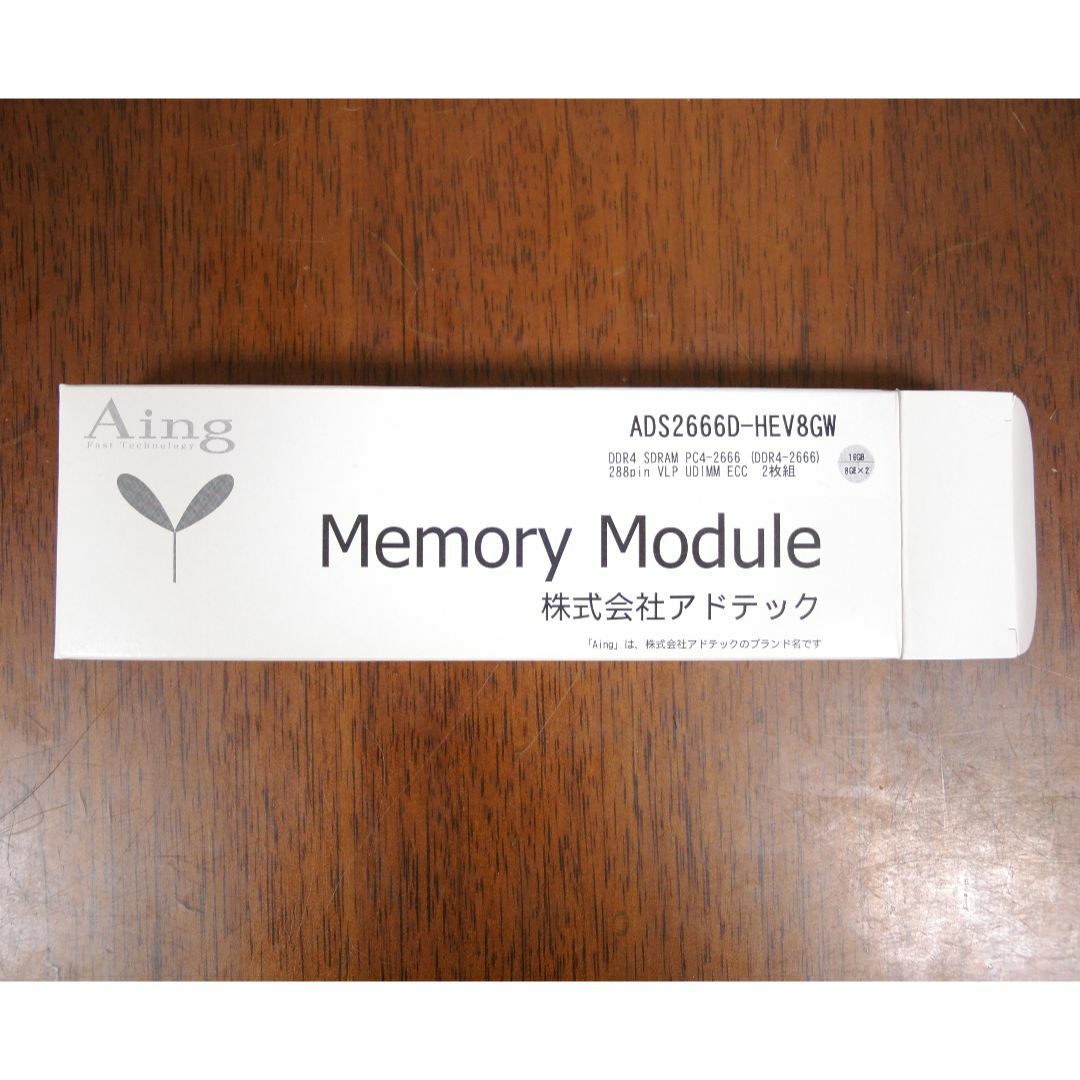 Aing
Fast Technology
ADS2666D-HEV8GW
DDR4 SDRAM PC4-2666 (DDR4-2666)
288pin VLP UDIMM ECC 2枚組
16GB
8GB×2
Memory Module
株式会社アドテック
「Aing」は、株式会社アドテックのブランド名です